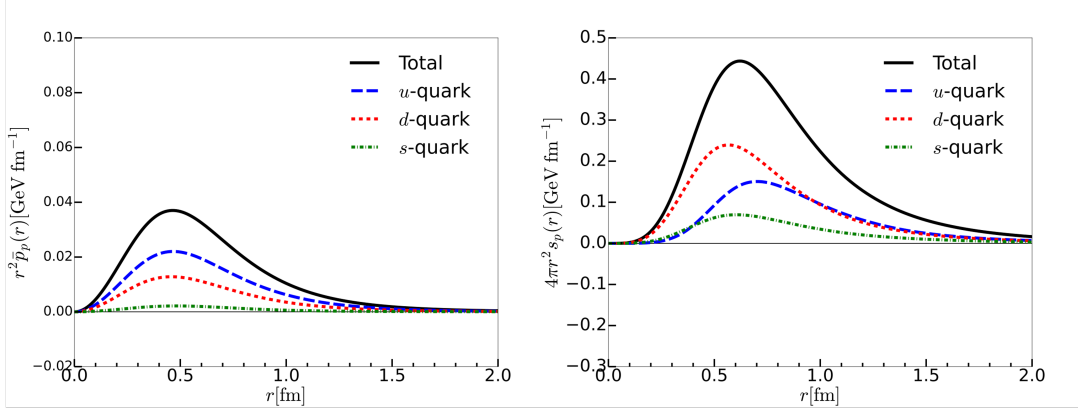 0.10
0.08
0.06
0.04
0.02
0.00
−0.02
r² p̄ₚ(r)[GeV fm⁻¹]
Total
u-quark
d-quark
s-quark
0.0 0.5 1.0 1.5 2.0
r[fm]
0.5
0.4
0.3
0.2
0.1
0.0
−0.1
−0.2
−0.3
4πr² sₚ(r)[GeV fm⁻¹]
Total
u-quark
d-quark
s-quark
0.0 0.5 1.0 1.5 2.0
r[fm]